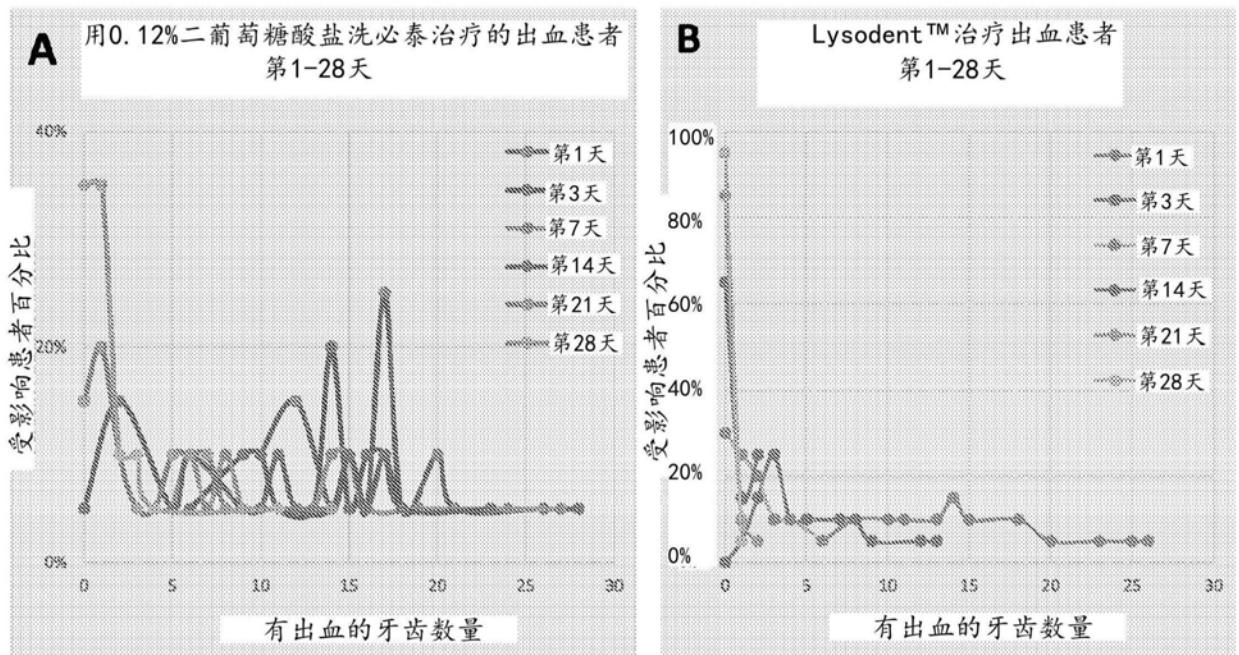 A
用0.12%二葡萄糖酸盐洗必泰治疗的出血患者
第1-28天
40%
20%
0%
受影响患者百分比
第1天
第3天
第7天
第14天
第21天
第28天
0 5 10 15 20 25 30
有出血的牙齿数量
B
Lysodent™治疗出血患者
第1-28天
100%
80%
60%
40%
20%
0%
受影响患者百分比
第1天
第3天
第7天
第14天
第21天
第28天
0 5 10 15 20 25 30
有出血的牙齿数量